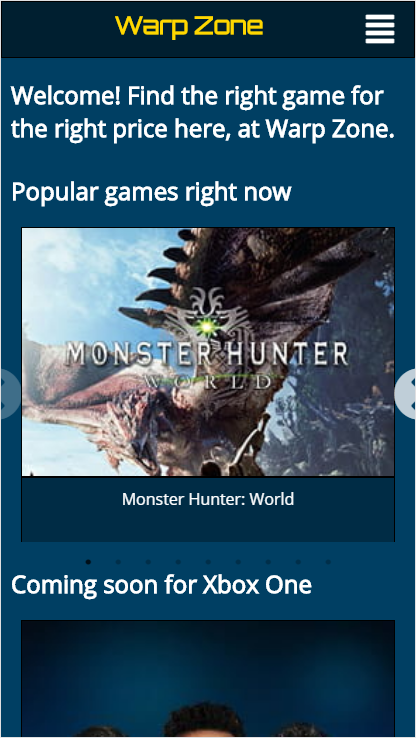 Warp Zone
Welcome! Find the right game for
the right price here, at Warp Zone.
Popular games right now
MONSTER HUNTER
WORLD
Monster Hunter: World
Coming soon for Xbox One